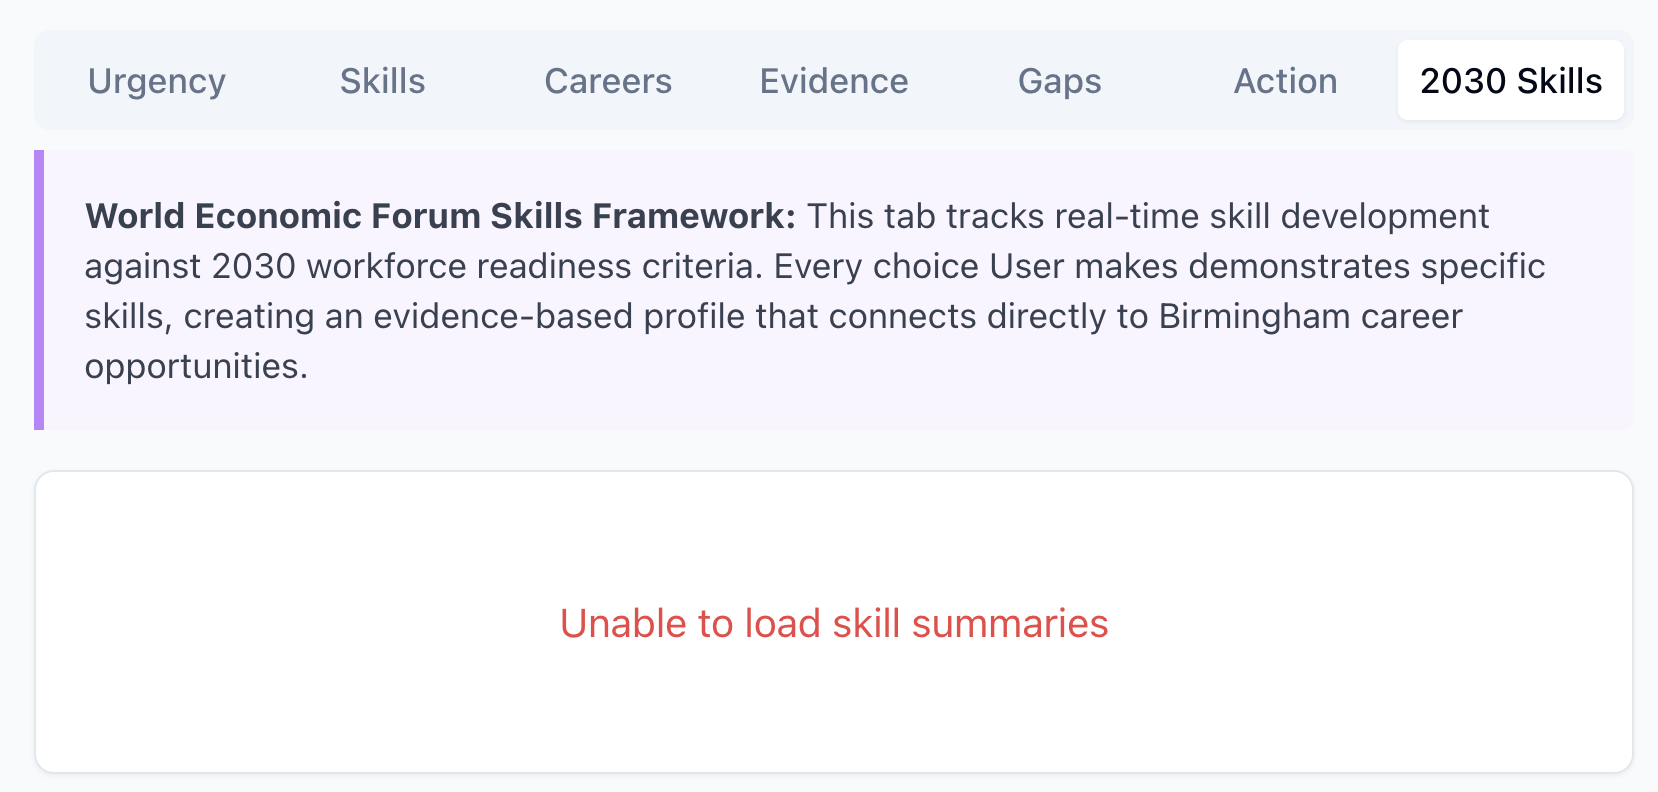 Urgency Skills Careers Evidence Gaps Action 2030 Skills
World Economic Forum Skills Framework: This tab tracks real-time skill development
against 2030 workforce readiness criteria. Every choice User makes demonstrates specific
skills, creating an evidence-based profile that connects directly to Birmingham career
opportunities.
Unable to load skill summaries